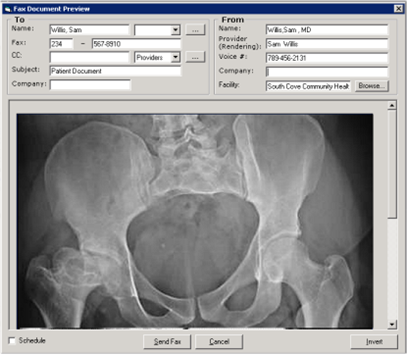 Fax Document Preview
To
Name: Willis, Sam ...
Fax: 234 - 567-8910
CC: Providers ...
Subject: Patient Document
Company:
From
Name: Willis,Sam , MD
Provider (Rendering): Sam Willis
Voice #: 789-456-2131
Company:
Facility: South Cove Community Healt Browse...
Schedule
Send Fax
Cancel
Invert